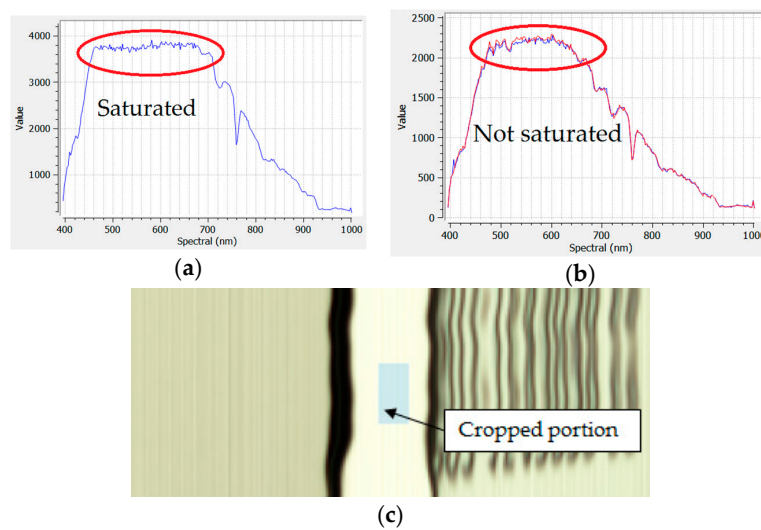 4000
3000
2000
1000
Value
Saturated
400 500 600 700 800 900 1000
Spectral (nm)
(a)
2500
2000
1500
1000
500
0
Value
Not saturated
400 500 600 700 800 900 1000
Spectral (nm)
(b)
Cropped portion
(c)